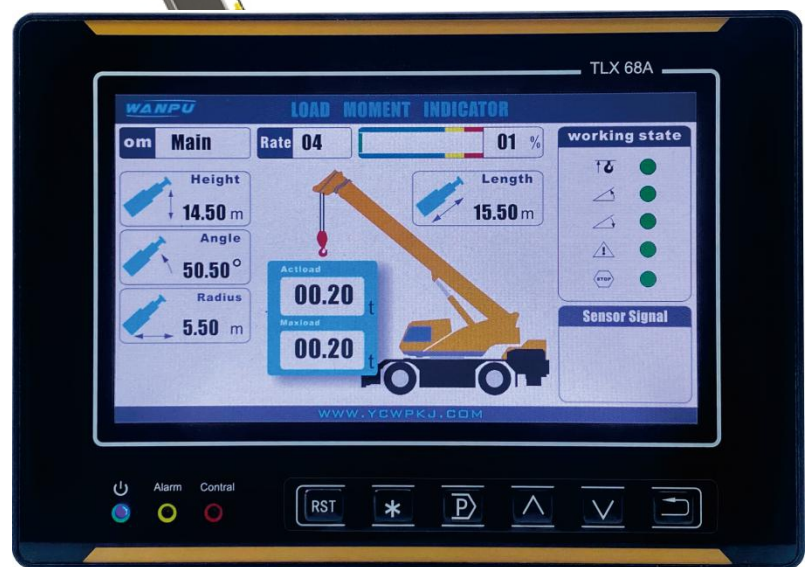 TLX 68A
WANPU
LOAD MOMENT INDICATOR
om Main
Rate 04
01 %
working state
Height
14.50 m
Length
15.50 m
Angle
50.50°
Radius
5.50 m
Actload
00.20 t
Maxload
00.20 t
STOP
Sensor Signal
WWW.YCWPKJ.COM
Alarm Contral
RST * P